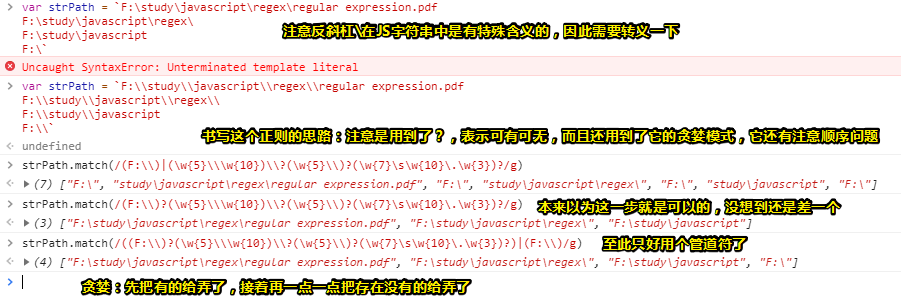 var strPath = `F:\study\javascript\regex\regular expression.pdf
F:\study\javascript\regex\
F:\study\javascript
F:\`
注意反斜杠\在JS字符串中是有特殊含义的，因此需要转义一下
Uncaught SyntaxError: Unterminated template literal
var strPath = `F:\\study\\javascript\\regex\\regular expression.pdf
F:\\study\\javascript\\regex\\
F:\\study\\javascript
F:\\`
undefined
书写这个正则的思路：注意是用到了？，表示可有可无，而且还用到了它的贪婪模式，它还有注意顺序问题
strPath.match(/(F:\\)|(\w{5}\\\w{10})\\?(\w{5}\\)?(\w{7}\s\w{10}\.\w{3})?/g)
(7) ["F:\", "study\javascript\regex\regular expression.pdf", "F:\", "study\javascript\regex\", "F:\", "study\javascript", "F:\"]
strPath.match(/(F:\\)?(\w{5}\\\w{10})\\?(\w{5}\\)?(\w{7}\s\w{10}\.\w{3})?/g) 本来以为这一步就是可以的，没想到还是差一个
(3) ["F:\study\javascript\regex\regular expression.pdf", "F:\study\javascript\regex\", "F:\study\javascript"]
strPath.match(/((F:\\)?(\w{5}\\\w{10})\\?(\w{5}\\)?(\w{7}\s\w{10}\.\w{3})?)|(F:\\)/g) 至此只好用个管道符了
(4) ["F:\study\javascript\regex\regular expression.pdf", "F:\study\javascript\regex\", "F:\study\javascript", "F:\"]
贪婪：先把有的给弄了，接着再一点一点把存在没有的给弄了